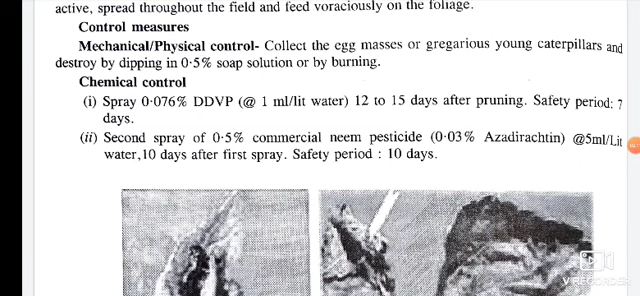 active, spread throughout the field and feed voraciously on the foliage.
Control measures
Mechanical/Physical control- Collect the egg masses or gregarious young caterpillars and
destroy by dipping in 0·5% soap solution or by burning.
Chemical control
(i) Spray 0·076% DDVP (@ 1 ml/lit water) 12 to 15 days after pruning. Safety period: 7
days.
(ii) Second spray of 0·5% commercial neem pesticide (0·03% Azadirachtin) @5ml/Lit
water,10 days after first spray. Safety period : 10 days.
V RECORDER